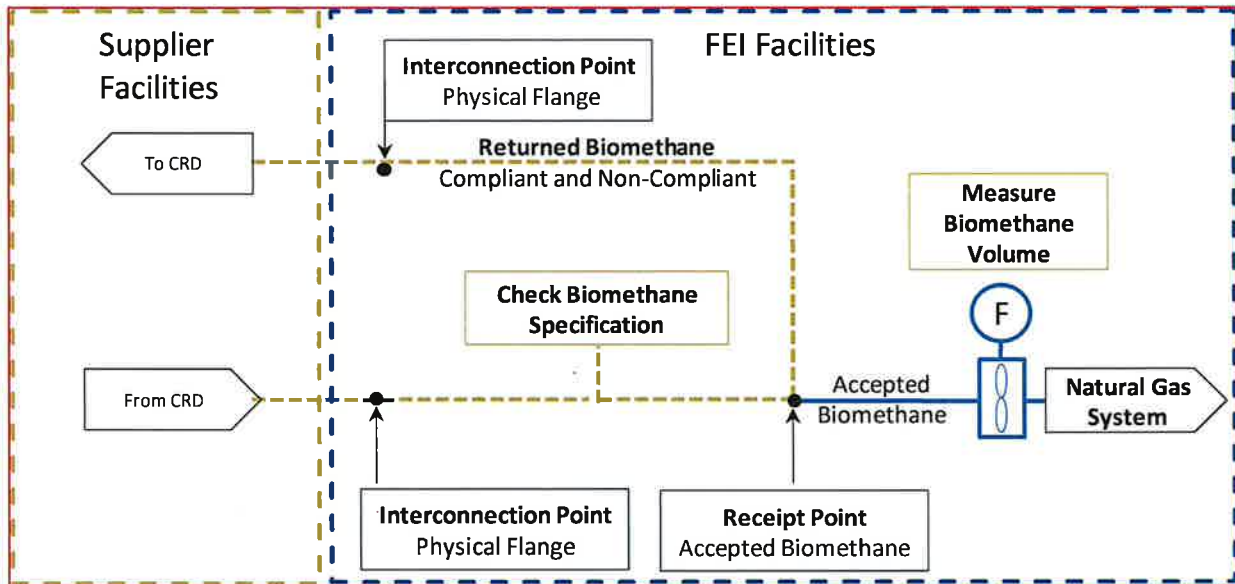 Supplier
Facilities
FEI Facilities
Interconnection Point
Physical Flange
To CRD
Returned Biomethane
Compliant and Non-Compliant
Measure
Biomethane
Volume
Check Biomethane
Specification
F
From CRD
Accepted
Biomethane
Natural Gas
System
Interconnection Point
Physical Flange
Receipt Point
Accepted Biomethane